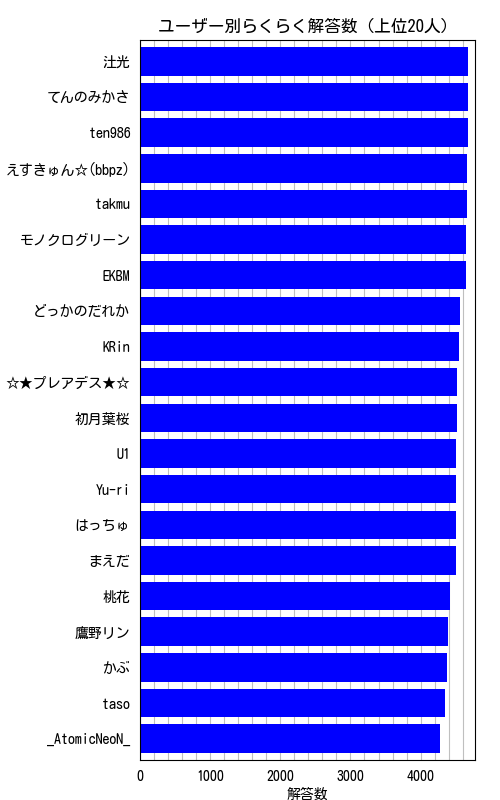 ユーザー別らくらく解答数 (上位20人)
辻光
てんのみかさ
ten986
えすきゅん☆(bbpz)
takmu
モノクログリーン
EKBM
どっかのだれか
KRin
☆★プレアデス★☆
初月葉桜
U1
Yu-ri
はっちゅ
まえだ
桃花
鷹野リン
かぶ
taso
_AtomicNeoN_
0 1000 2000 3000 4000
解答数